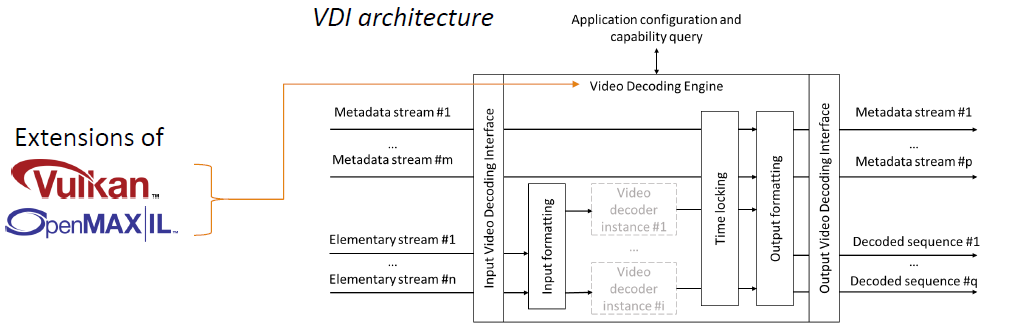 VDI architecture
Application configuration and
capability query
Video Decoding Engine
Extensions of
Vulkan™
OpenMAX|IL™
Metadata stream #1
...
Metadata stream #m
Elementary stream #1
...
Elementary stream #n
Input Video Decoding Interface
Input formatting
Video
decoder
instance #1
...
Video
decoder
instance #i
Time locking
Output formatting
Output Video Decoding Interface
Metadata stream #1
...
Metadata stream #p
Decoded sequence #1
...
Decoded sequence #q